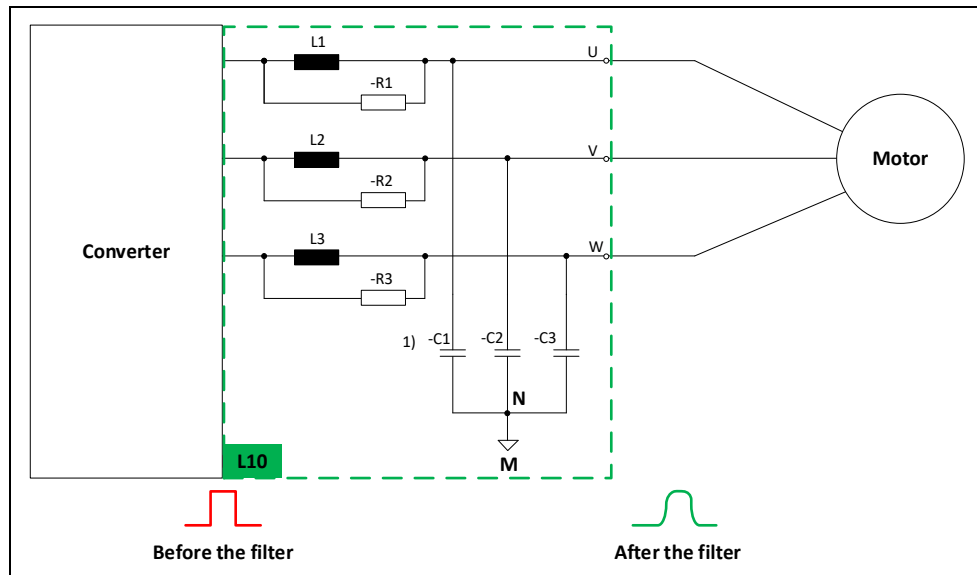 L1
U
-R1
L2
V
-R2
Motor
L3
W
Converter
-R3
1)
-C1
-C2
-C3
N
L10
M
Before the filter
After the filter